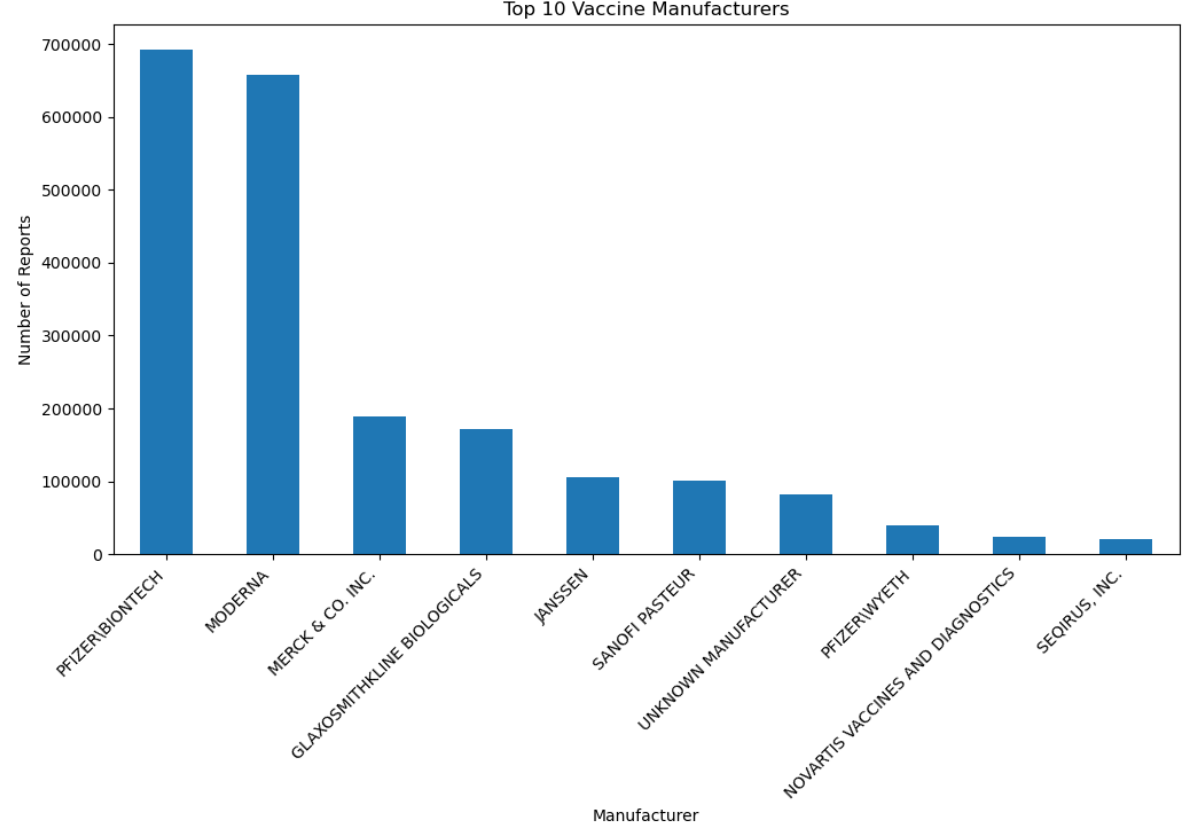 Top 10 Vaccine Manufacturers
Number of Reports
700000
600000
500000
400000
300000
200000
100000
0
PFIZER\BIONTECH
MODERNA
MERCK & CO. INC.
GLAXOSMITHKLINE BIOLOGICALS
JANSSEN
SANOFI PASTEUR
UNKNOWN MANUFACTURER
PFIZER\WYETH
NOVARTIS VACCINES AND DIAGNOSTICS
SEQIRUS, INC.
Manufacturer